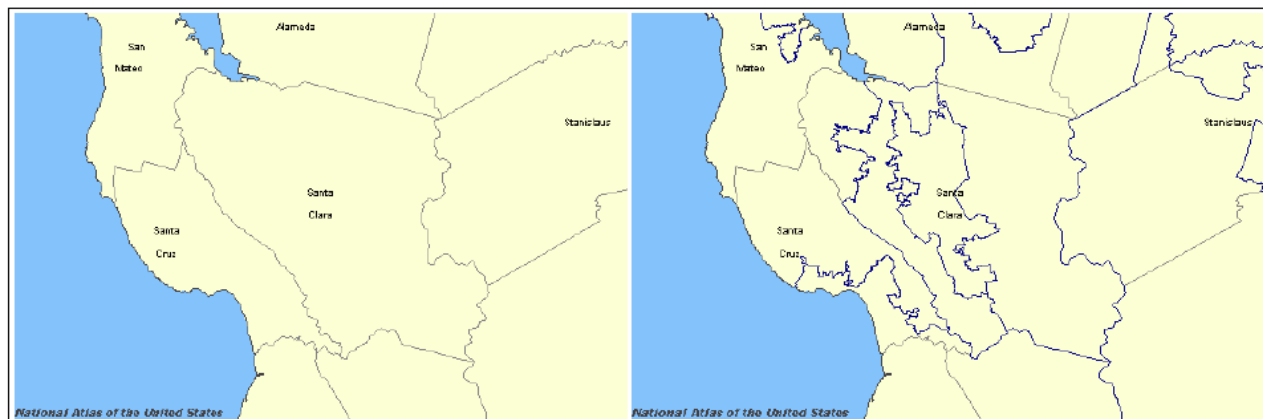 Alameda
San
Mateo
Stanislaus
Santa
Clara
Santa
Cruz
National Atlas of the United States
Alameda
San
Mateo
Stanislaus
Santa
Clara
Santa
Cruz
National Atlas of the United States